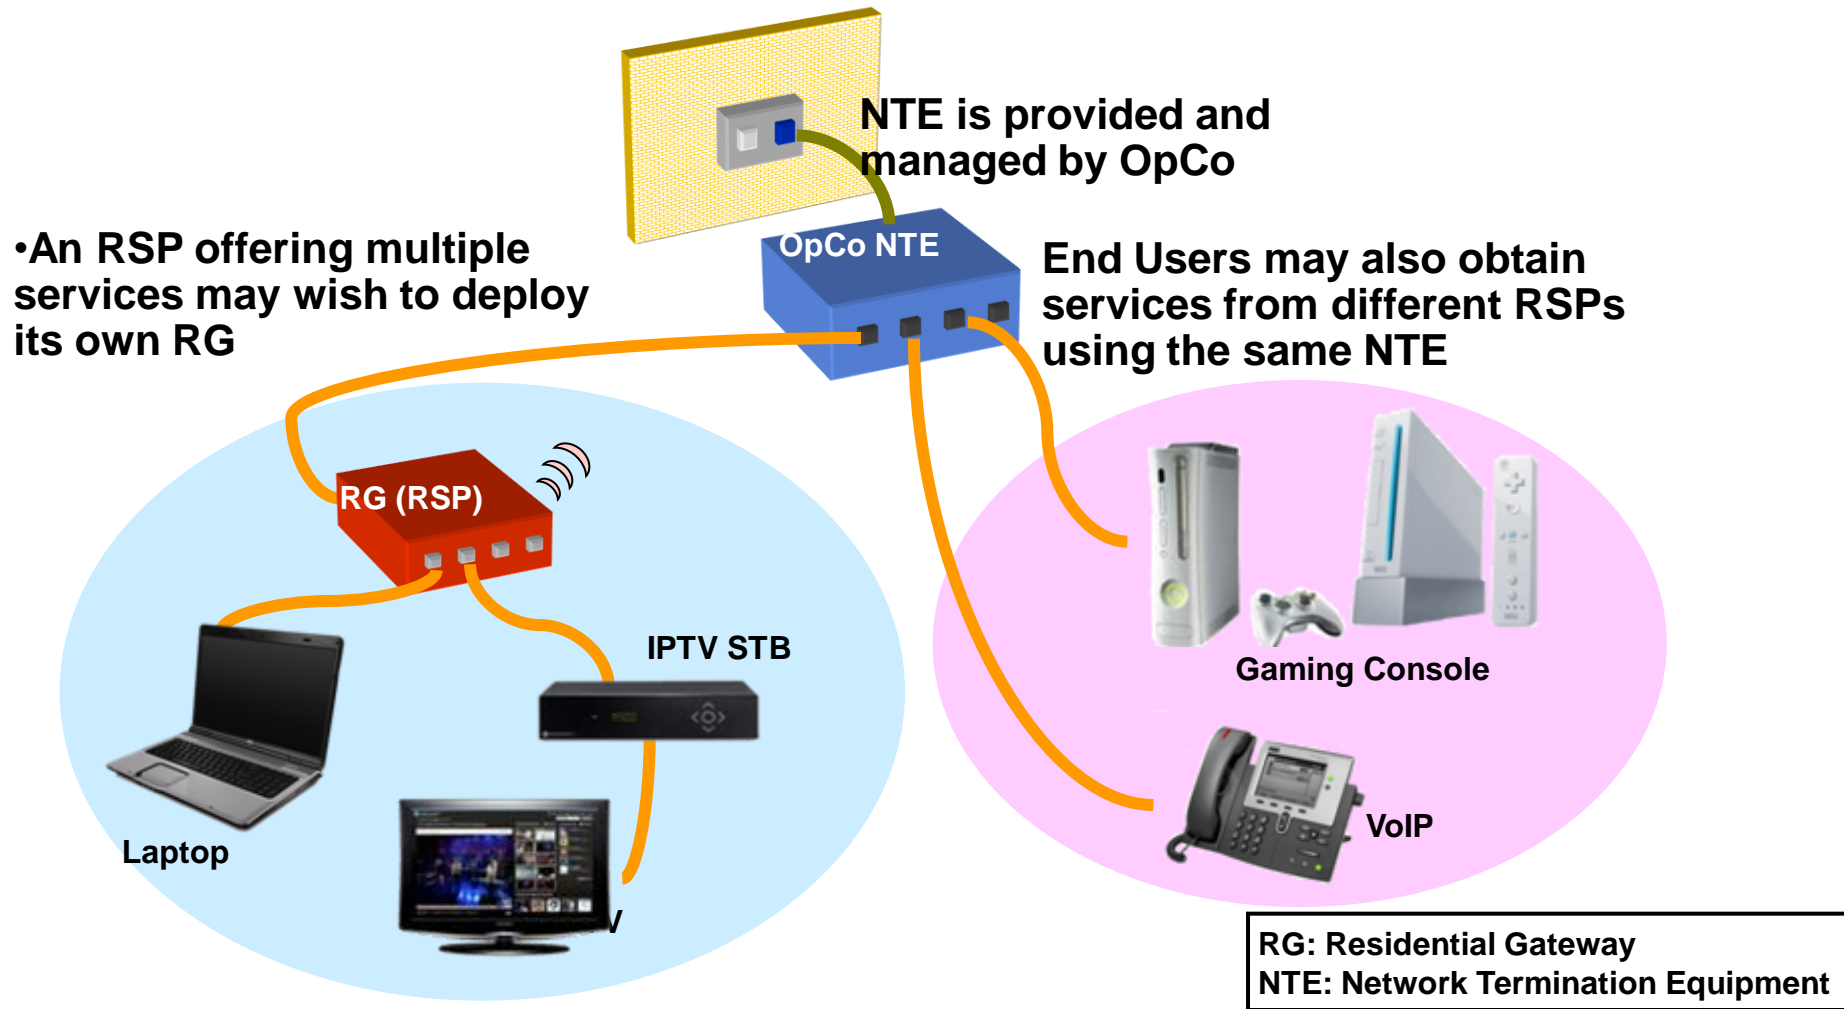 NTE is provided and
managed by OpCo
•An RSP offering multiple
services may wish to deploy
its own RG
OpCo NTE
End Users may also obtain
services from different RSPs
using the same NTE
RG (RSP)
IPTV STB
Gaming Console
Laptop
VoIP
V
RG: Residential Gateway
NTE: Network Termination Equipment